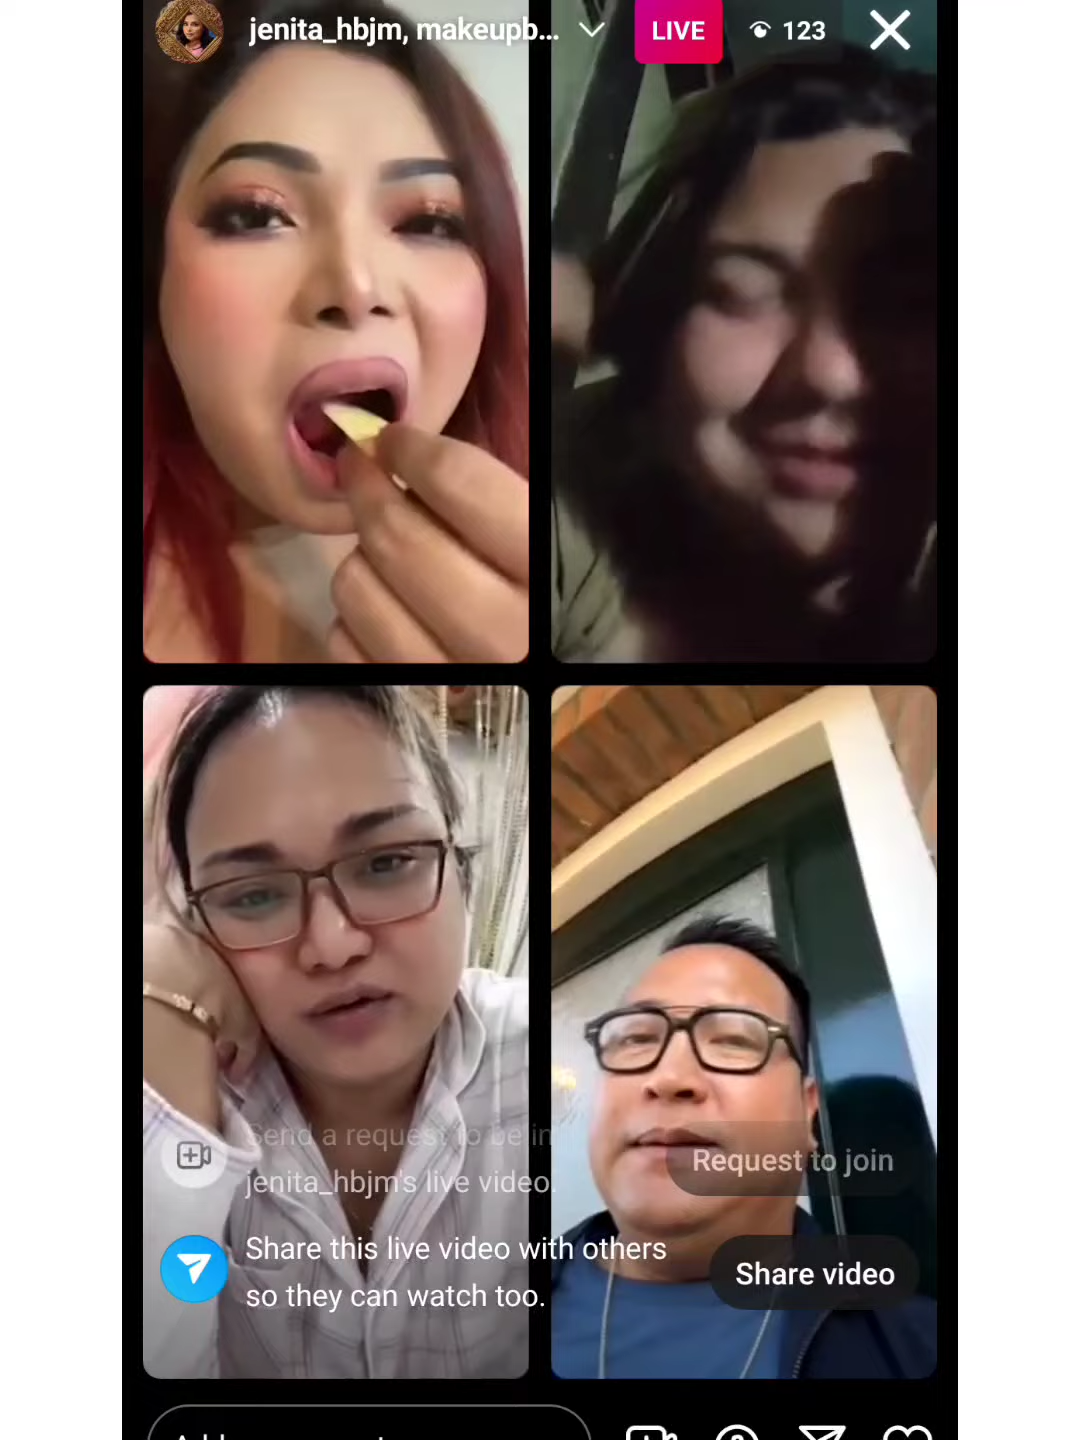 jenita_hbjm, makeupb...
LIVE
123
Send a request to be in
jenita_hbjm's live video.
Request to join
Share this live video with others
so they can watch too.
Share video